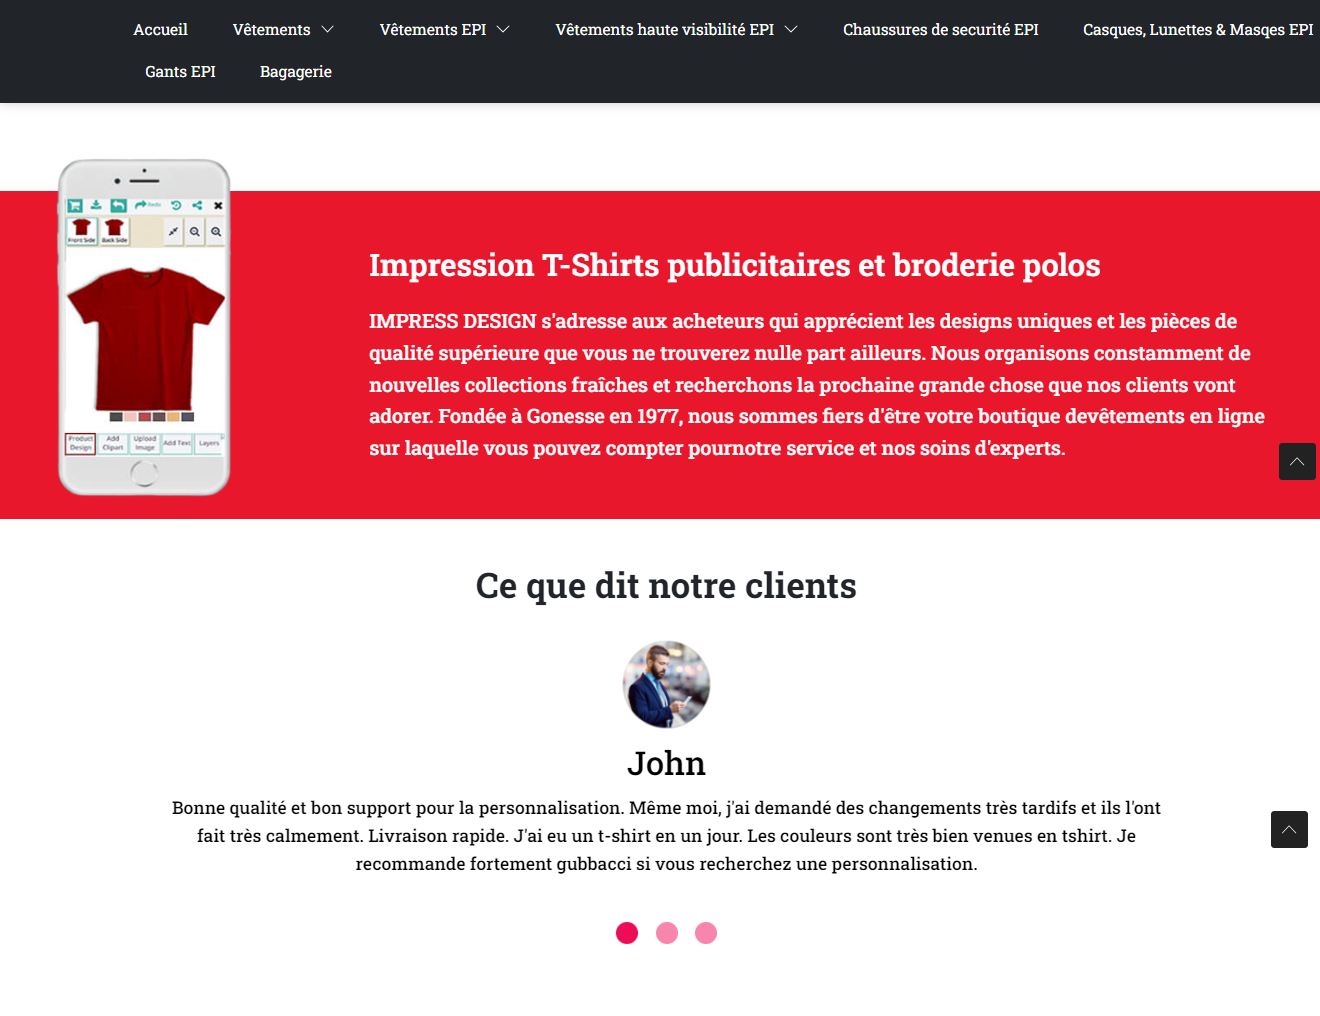 Accueil Vêtements Vêtements EPI Vêtements haute visibilité EPI Chaussures de securité EPI Casques, Lunettes & Masqes EPI
Gants EPI Bagagerie
Redo
Front Side Back Side
Impression T-Shirts publicitaires et broderie polos
IMPRESS DESIGN s'adresse aux acheteurs qui apprécient les designs uniques et les pièces de
qualité supérieure que vous ne trouverez nulle part ailleurs. Nous organisons constamment de
nouvelles collections fraîches et recherchons la prochaine grande chose que nos clients vont
adorer. Fondée à Gonesse en 1977, nous sommes fiers d'être votre boutique devêtements en ligne
sur laquelle vous pouvez compter pournotre service et nos soins d'experts.
Product Design Add Clipart Upload Image Add Text Layers
Ce que dit notre clients
John
Bonne qualité et bon support pour la personnalisation. Même moi, j'ai demandé des changements très tardifs et ils l'ont
fait très calmement. Livraison rapide. J'ai eu un t-shirt en un jour. Les couleurs sont très bien venues en tshirt. Je
recommande fortement gubbacci si vous recherchez une personnalisation.